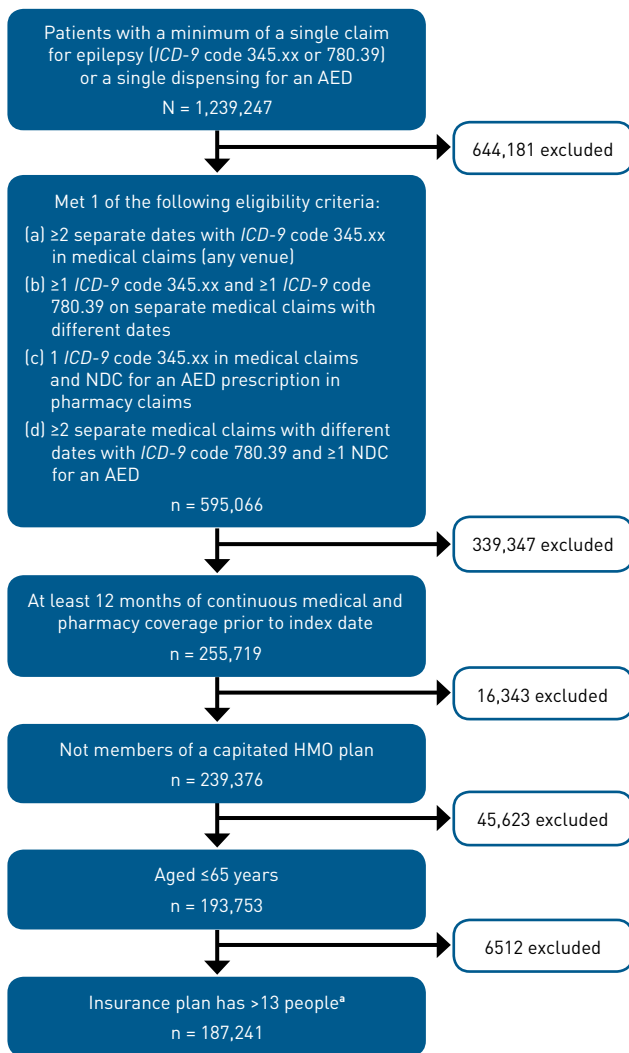 Patients with a minimum of a single claim
for epilepsy (ICD-9 code 345.xx or 780.39)
or a single dispensing for an AED
N = 1,239,247
644,181 excluded
Met 1 of the following eligibility criteria:
(a) ≥2 separate dates with ICD-9 code 345.xx
in medical claims (any venue)
(b) ≥1 ICD-9 code 345.xx and ≥1 ICD-9 code
780.39 on separate medical claims with
different dates
(c) 1 ICD-9 code 345.xx in medical claims
and NDC for an AED prescription in
pharmacy claims
(d) ≥2 separate medical claims with different
dates with ICD-9 code 780.39 and ≥1 NDC
for an AED
n = 595,066
339,347 excluded
At least 12 months of continuous medical and
pharmacy coverage prior to index date
n = 255,719
16,343 excluded
Not members of a capitated HMO plan
n = 239,376
45,623 excluded
Aged ≤65 years
n = 193,753
6512 excluded
Insurance plan has >13 peopleᵃ
n = 187,241